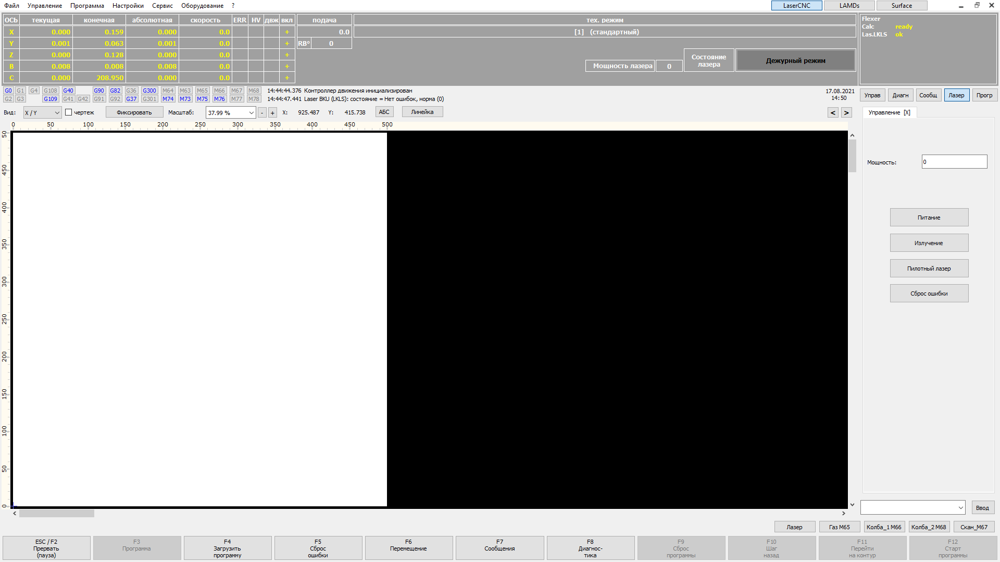 Файл Управление Программа Настройки Сервис Оборудование ?
LaserCNC LAMDs Surface
ОСЬ текущая конечная абсолютная скорость ERR HV движ вкл подача тех. режим
X 0.000 0.159 0.000 0.0 + 0.0 [1] (стандартный)
Y 0.001 0.063 0.001 0.0 + RB° 0
Z 0.000 0.128 0.000 0.0 +
B 0.008 0.008 0.008 0.0 +
C 0.000 208.950 0.000 0.0 +
Мощность лазера 0
Состояние
лазера
Дежурный режим
Flexer
Calc ready
Las.LKLS ok
G0 G1 G4 G108 G40 G90 G82 G36 G300 M64 M63 M65 M66 M67 M68 14:44:44.376 Контроллер движения инициализирован
G2 G3 G109 G41 G42 G91 G92 G37 G301 M74 M73 M75 M76 M77 M78 14:44:47.441 Laser BKU (LKLS): состояние = Нет ошибок, норма (0)
17.08.2021
14:50
Управ Диагн Сообщ Лазер Прогр
Вид: X / Y чертеж Фиксировать Масштаб: 37.99 % - + X: 925.487 Y: 415.738 АБС Линейка < >
0 50 100 150 200 250 300 350 400 450 500
50
450
400
350
300
250
200
150
100
50
0
Управление [X]
Мощность: 0
Питание
Излучение
Пилотный лазер
Сброс ошибки
Ввод
Лазер Газ M65 Колба_1 M66 Колба_2 M68 Скан_M67
ESC / F2
Прервать
(пауза)
F3
Программа
F4
Загрузить
программу
F5
Сброс
ошибки
F6
Перемещение
F7
Сообщения
F8
Диагнос-
тика
F9
Сброс
программы
F10
Шаг
назад
F11
Перейти
на контур
F12
Старт
программы